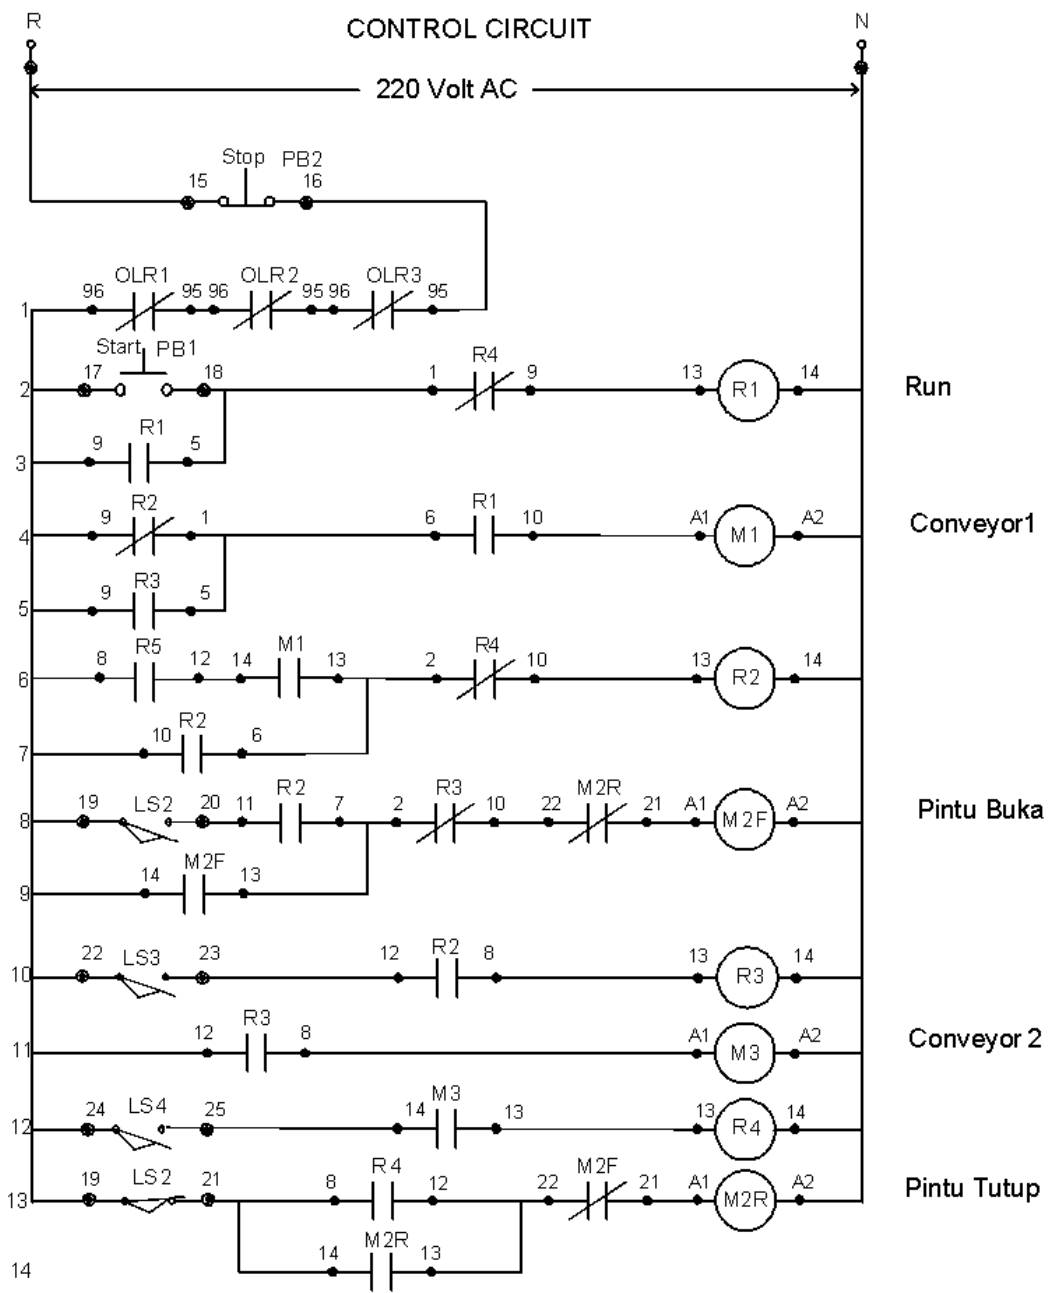 R CONTROL CIRCUIT N
220 Volt AC
Stop PB2
15 16
OLR1 OLR2 OLR3
96 95 96 95 96 95
1
Start PB1 R4
17 18 1 9 13 14
2 R1 Run
R1
9 5
3
R2 R1
9 1 6 10 A1 A2
4 M1 Conveyor1
R3
9 5
5
R5 M1 R4
8 12 14 13 2 10 13 14
6 R2
R2
10 6
7
LS2 R2 R3 M2R
19 20 11 7 2 10 22 21 A1 A2
8 M2F Pintu Buka
M2F
14 13
9
LS3 R2
22 23 12 8 13 14
10 R3
R3
12 8 A1 A2
11 M3 Conveyor 2
LS4 M3
24 25 14 13 13 14
12 R4
LS2 R4 M2F
19 21 8 12 22 21 A1 A2
13 M2R Pintu Tutup
M2R
14 13
14